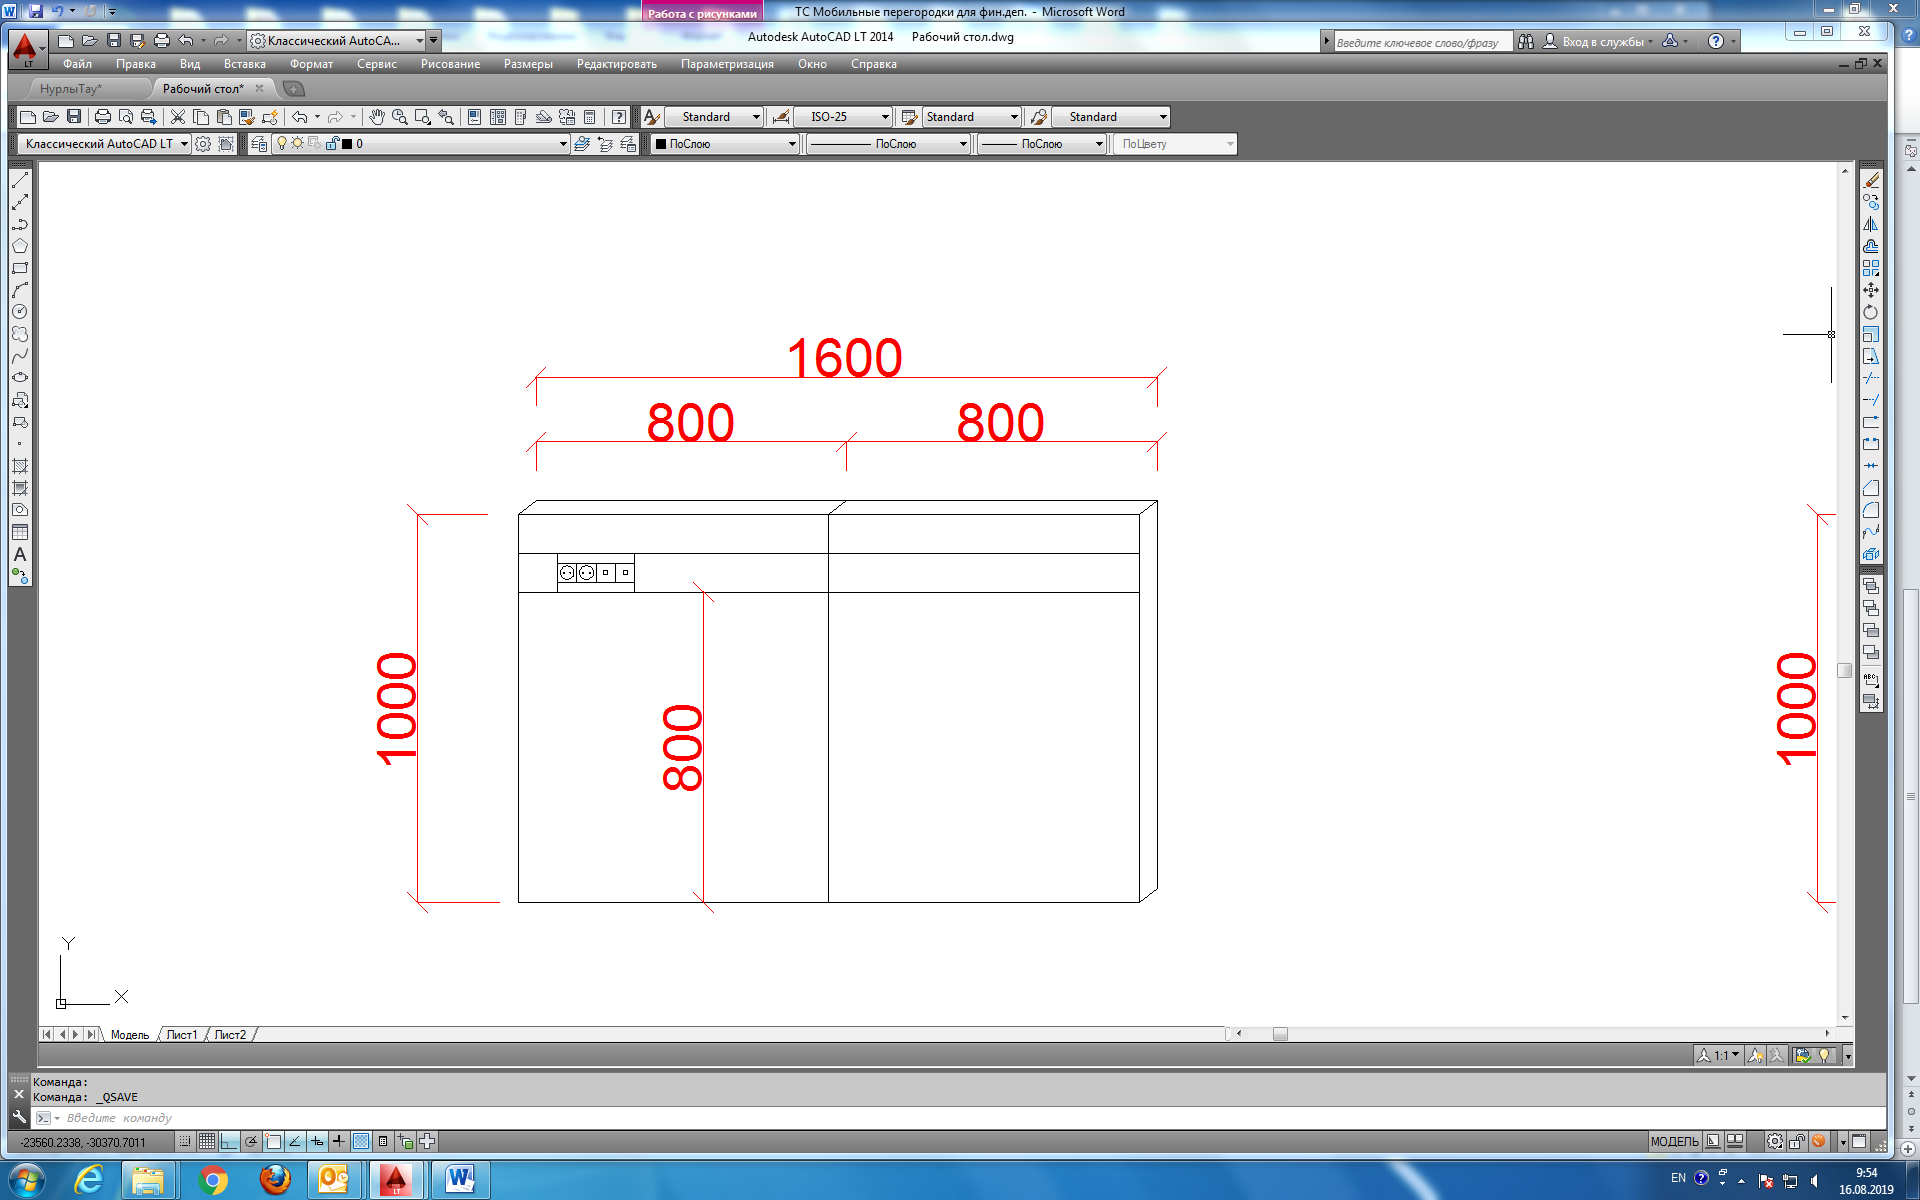 Работа с рисунками
ТС Мобильные перегородки для фин.деп. - Microsoft Word
Классический AutoCA...
Autodesk AutoCAD LT 2014 Рабочий стол.dwg
Введите ключевое слово/фразу
Вход в службы
LT
Файл Правка Вид Вставка Формат Сервис Рисование Размеры Редактировать Параметризация Окно Справка
НурлыТау*
Рабочий стол*
Standard ISO-25 Standard Standard
Классический AutoCAD LT 0 ПоСлою ПоСлою ПоСлою ПоЦвету
1600
800 800
1000
800
1000
Y
X
Модель Лист1 Лист2
1:1
Команда:
Команда: _QSAVE
Введите команду
-23560.2338, -30370.7011
МОДЕЛЬ
EN
9:54
16.08.2019